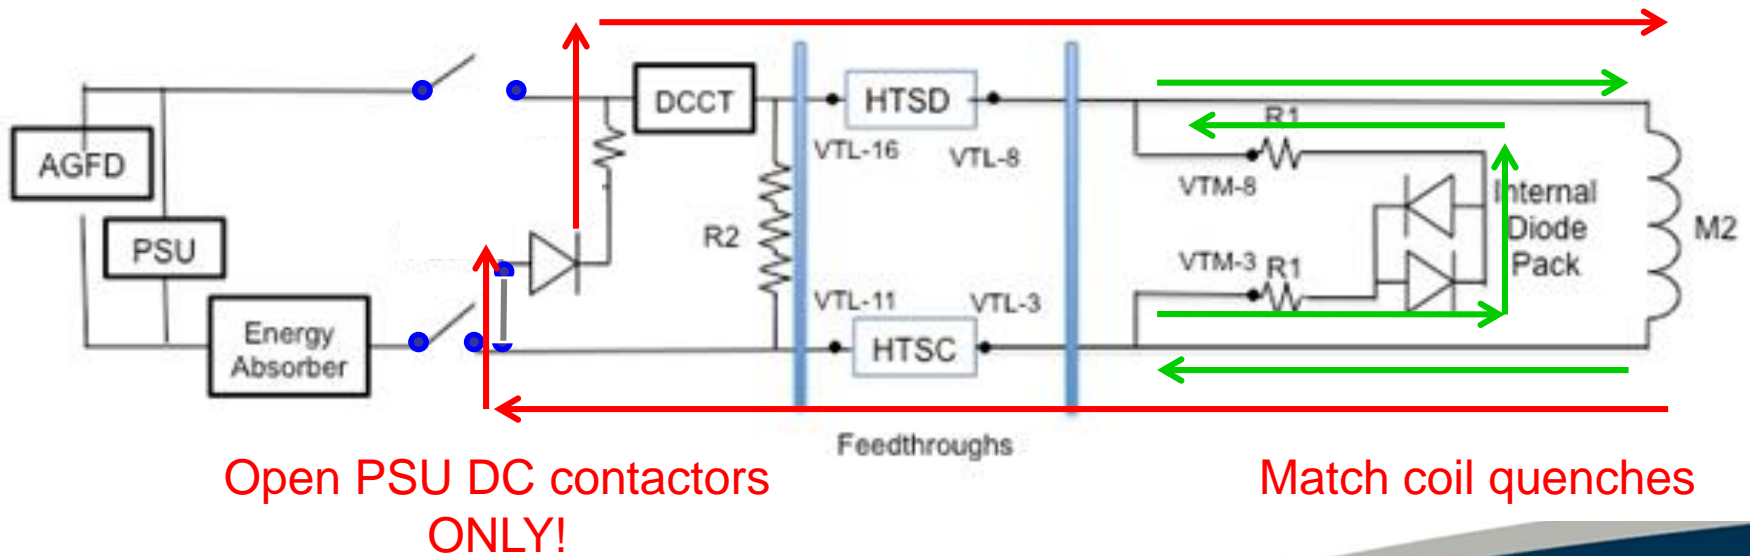 AGFD
PSU
Energy
Absorber
DCCT
R2
VTL-16
HTSD
VTL-8
VTL-11
HTSC
VTL-3
R1
VTM-8
VTM-3
R1
Internal
Diode
Pack
M2
Feedthroughs
Open PSU DC contactors
ONLY!
Match coil quenches